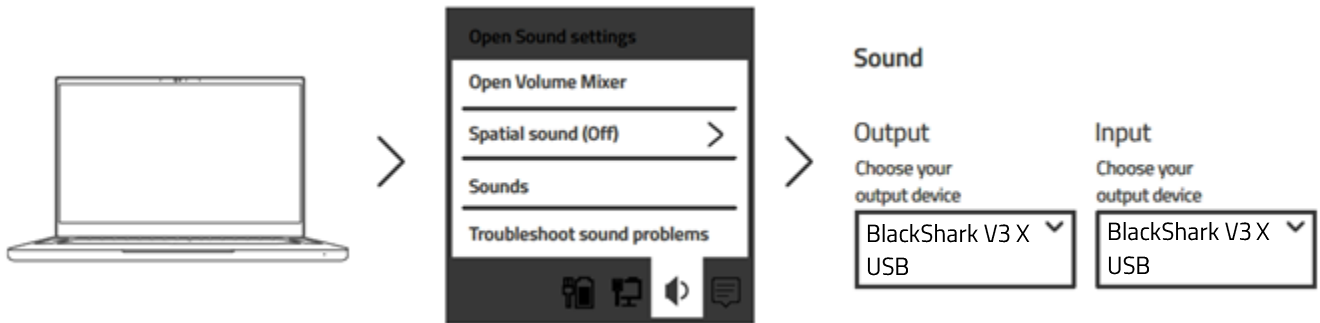 Open Sound settings
Open Volume Mixer
Spatial sound (Off)
Sounds
Troubleshoot sound problems
Sound
Output
Choose your
output device
BlackShark V3 X
USB
Input
Choose your
output device
BlackShark V3 X
USB